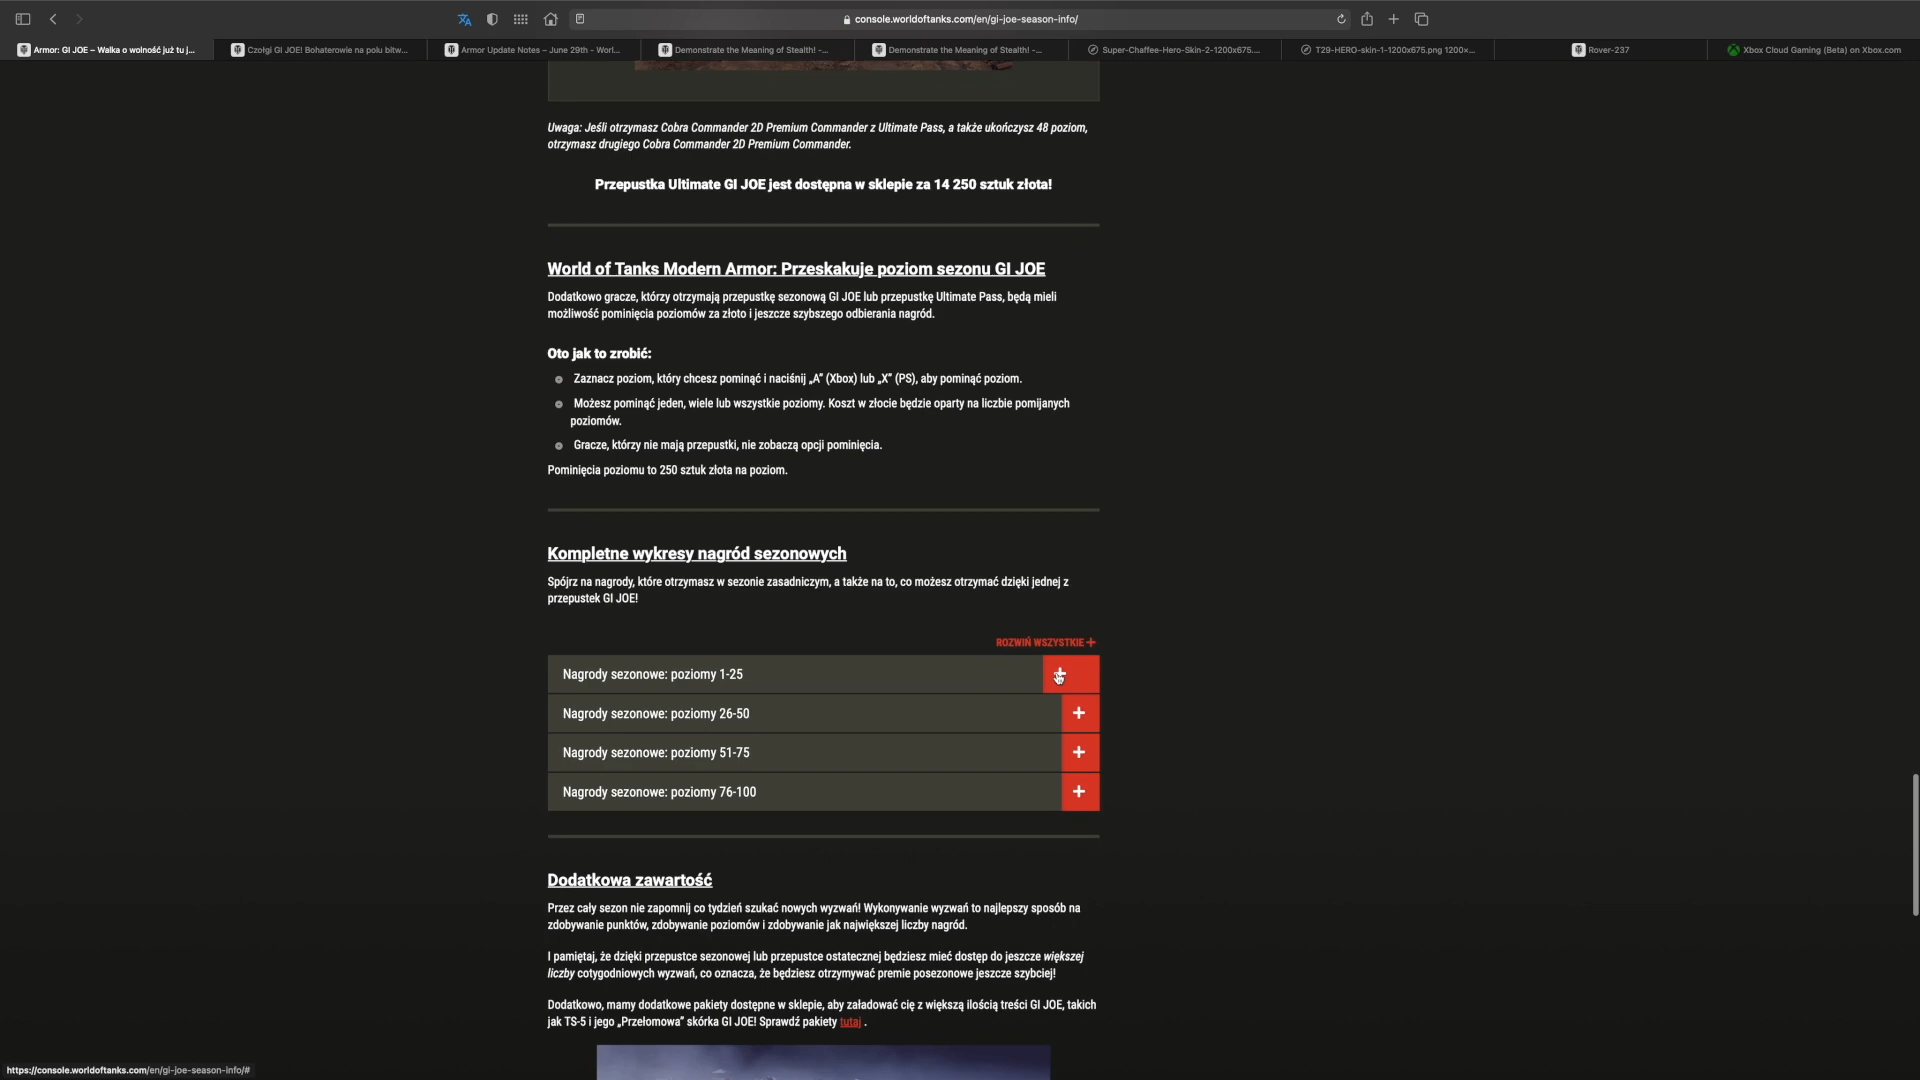 console.worldoftanks.com/en/gi-joe-season-info/
Armor: GI JOE – Walka o wolność już tu j...
Czołgi GI JOE! Bohaterowie na polu bitw...
Armor Update Notes – June 29th - Worl...
Demonstrate the Meaning of Stealth! -...
Demonstrate the Meaning of Stealth! -...
Super-Chaffee-Hero-Skin-2-1200x675....
T29-HERO-skin-1-1200x675.png 1200×...
Rover-237
Xbox Cloud Gaming (Beta) on Xbox.com
Uwaga: Jeśli otrzymasz Cobra Commander 2D Premium Commander z Ultimate Pass, a także ukończysz 48 poziom,
otrzymasz drugiego Cobra Commander 2D Premium Commander.
Przepustka Ultimate GI JOE jest dostępna w sklepie za 14 250 sztuk złota!
World of Tanks Modern Armor: Przeskakuje poziom sezonu GI JOE
Dodatkowo gracze, którzy otrzymają przepustkę sezonową GI JOE lub przepustkę Ultimate Pass, będą mieli
możliwość pominięcia poziomów za złoto i jeszcze szybszego odbierania nagród.
Oto jak to zrobić:
Zaznacz poziom, który chcesz pominąć i naciśnij „A” (Xbox) lub „X” (PS), aby pominąć poziom.
Możesz pominąć jeden, wiele lub wszystkie poziomy. Koszt w złocie będzie oparty na liczbie pomijanych
poziomów.
Gracze, którzy nie mają przepustki, nie zobaczą opcji pominięcia.
Pominięcia poziomu to 250 sztuk złota na poziom.
Kompletne wykresy nagród sezonowych
Spójrz na nagrody, które otrzymasz w sezonie zasadniczym, a także na to, co możesz otrzymać dzięki jednej z
przepustek GI JOE!
ROZWIŃ WSZYSTKIE +
Nagrody sezonowe: poziomy 1-25
Nagrody sezonowe: poziomy 26-50
Nagrody sezonowe: poziomy 51-75
Nagrody sezonowe: poziomy 76-100
Dodatkowa zawartość
Przez cały sezon nie zapomnij co tydzień szukać nowych wyzwań! Wykonywanie wyzwań to najlepszy sposób na
zdobywanie punktów, zdobywanie poziomów i zdobywanie jak największej liczby nagród.
I pamiętaj, że dzięki przepustce sezonowej lub przepustce ostatecznej będziesz mieć dostęp do jeszcze większej
liczby cotygodniowych wyzwań, co oznacza, że będziesz otrzymywać premie posezonowe jeszcze szybciej!
Dodatkowo, mamy dodatkowe pakiety dostępne w sklepie, aby załadować cię z większą ilością treści GI JOE, takich
jak TS-5 i jego „Przełomowa” skórka GI JOE! Sprawdź pakiety tutaj .
https://console.worldoftanks.com/en/gi-joe-season-info/#